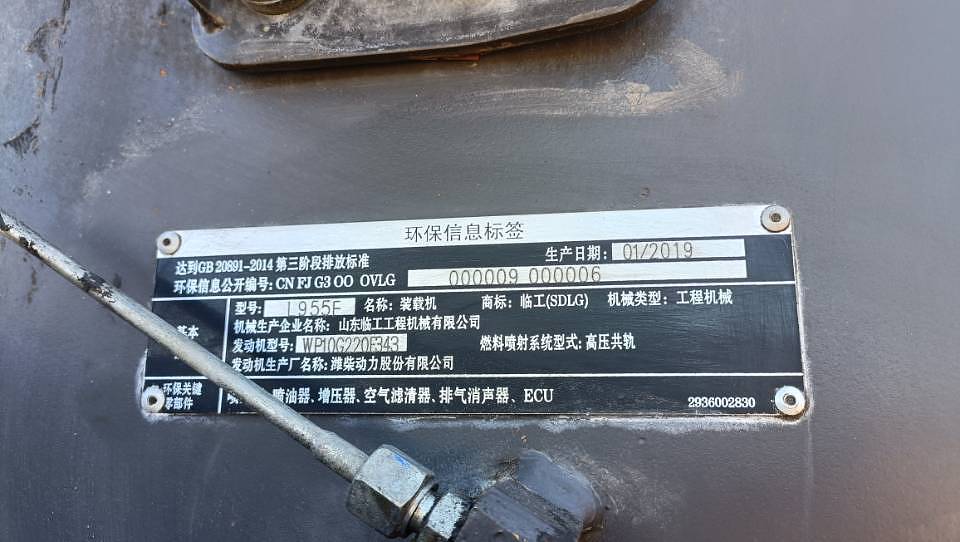 环保信息标签
达到GB 20891-2014 第三阶段排放标准 生产日期: 01/2019
环保信息公开编号: CN FJ G3 OO OVLG 000009 000006
型号: L955F 名称: 装载机 商标: 临工(SDLG) 机械类型: 工程机械
基本
机械生产企业名称: 山东临工工程机械有限公司
发动机型号: WP10G220E343 燃料喷射系统型式: 高压共轨
发动机生产厂名称: 潍柴动力股份有限公司
环保关键
零部件
喷油器、增压器、空气滤清器、排气消声器、ECU
2936002830